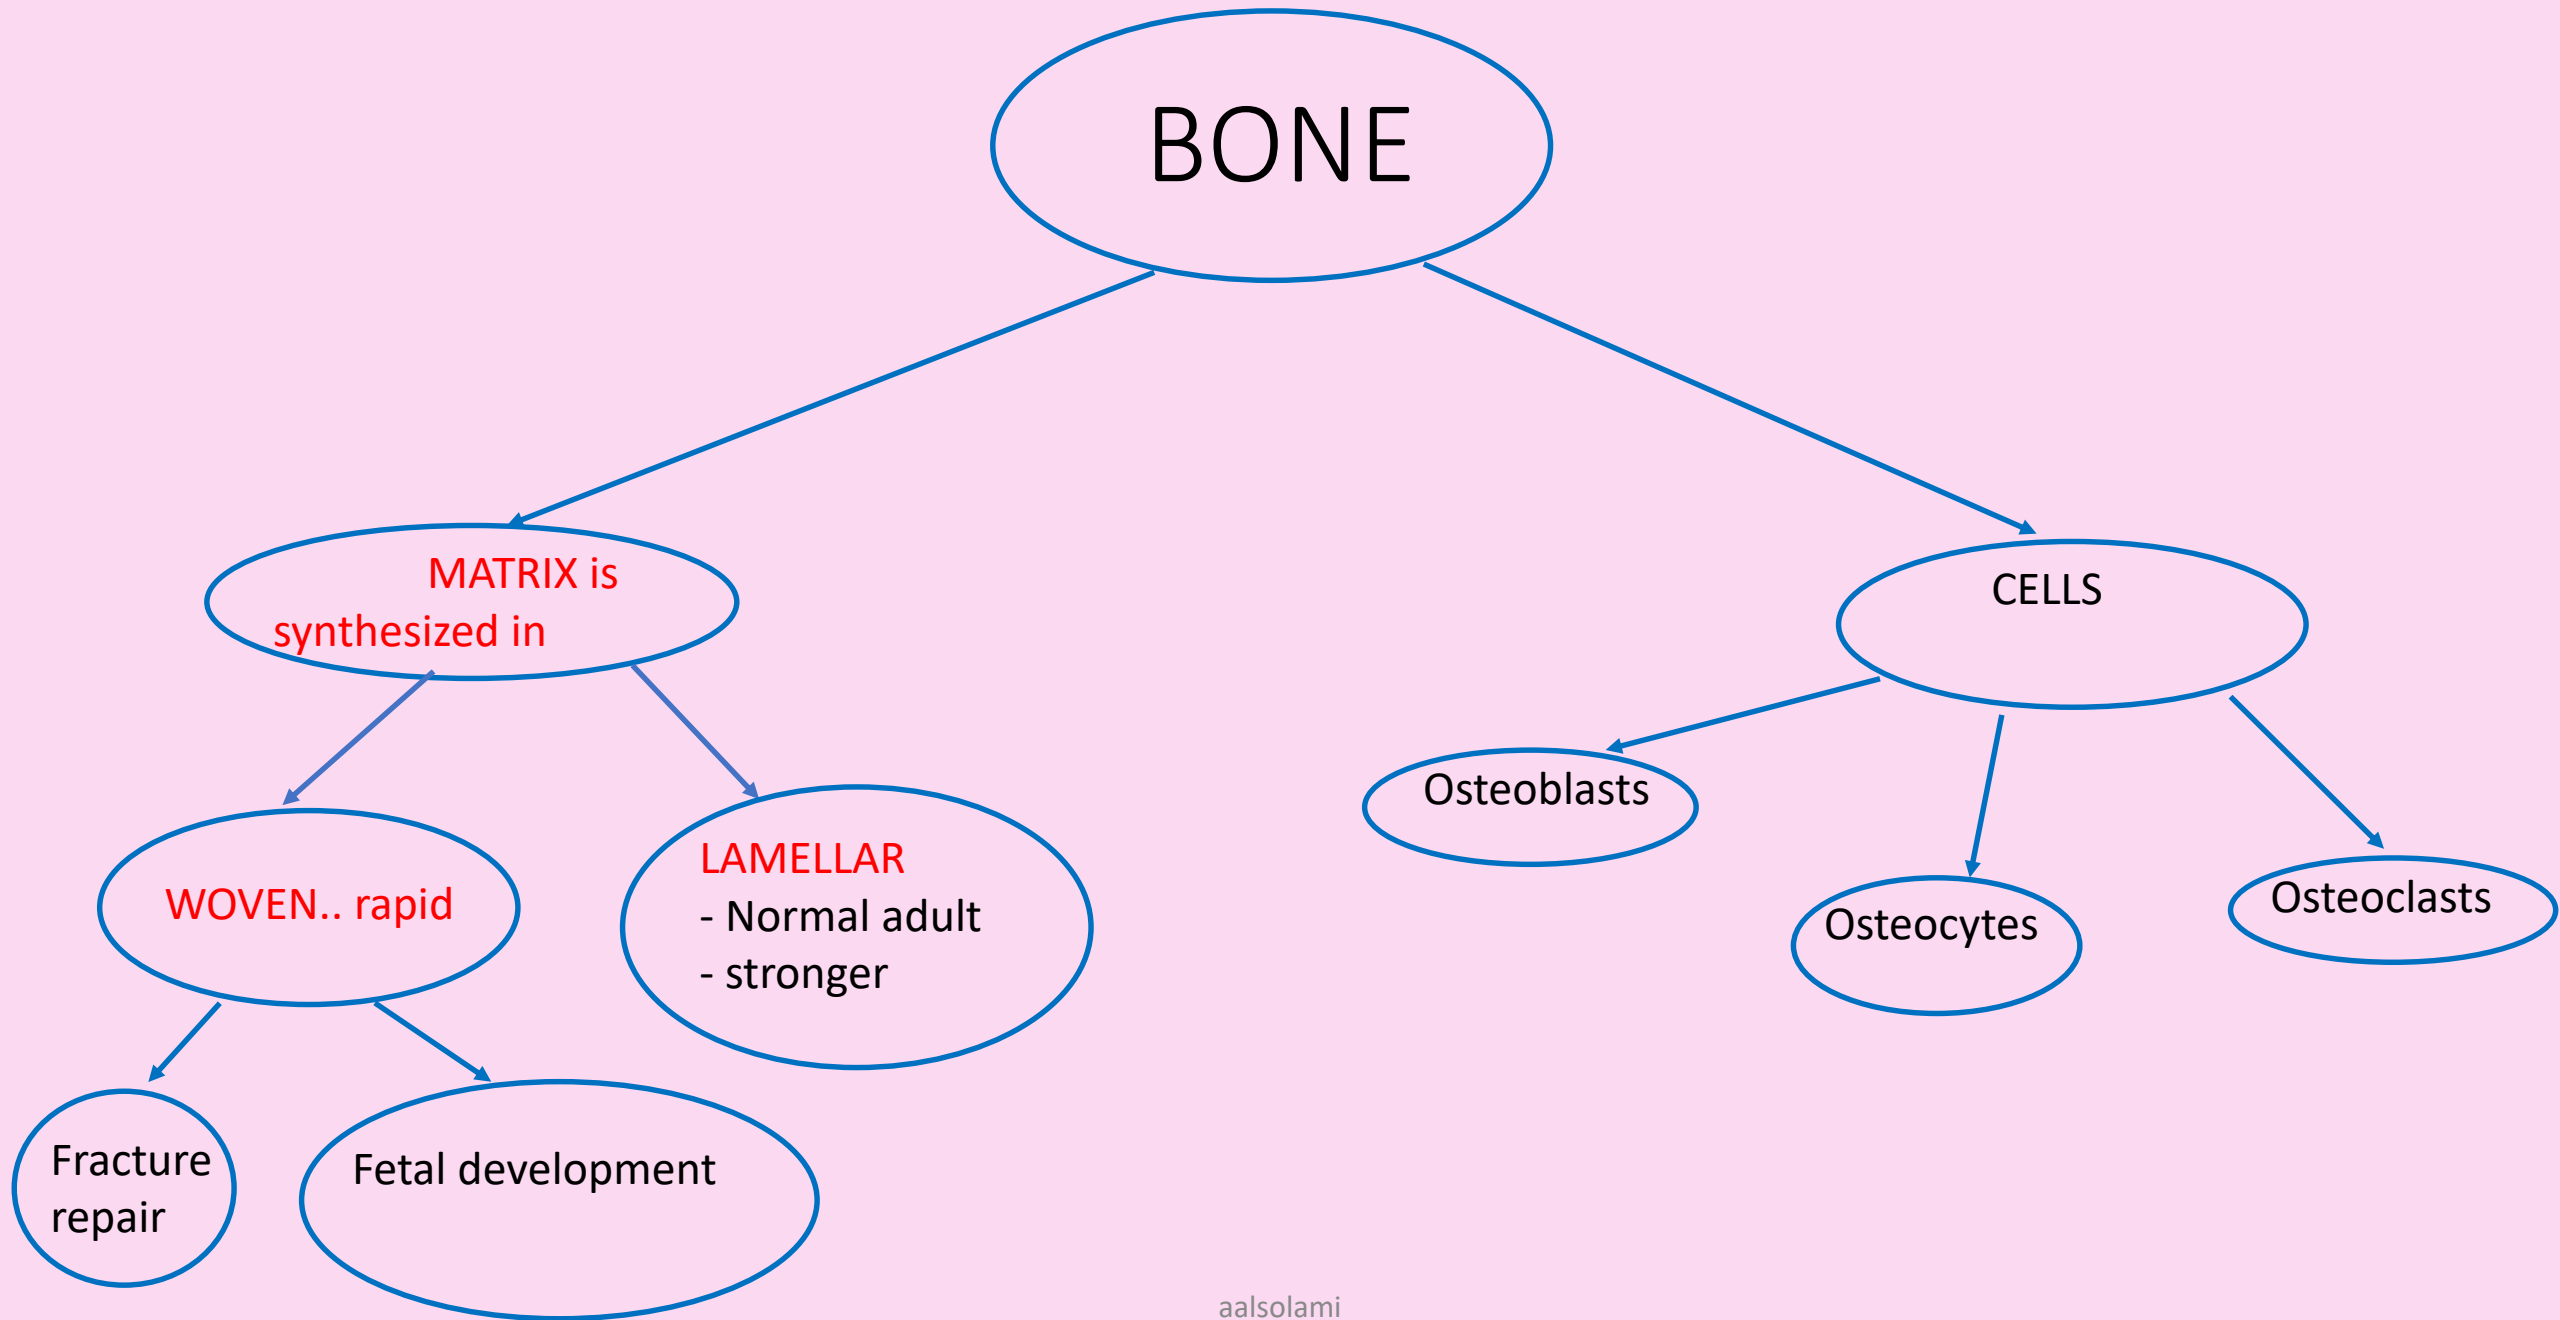 BONE
MATRIX is
synthesized in
CELLS
Osteoblasts
Osteocytes
Osteoclasts
WOVEN.. rapid
LAMELLAR
- Normal adult
- stronger
Fracture
repair
Fetal development
aalsolami